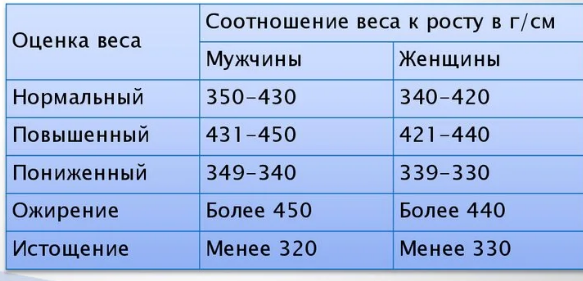 Оценка веса
Соотношение веса к росту в г/см
Мужчины
Женщины
Нормальный 350-430 340-420
Повышенный 431-450 421-440
Пониженный 349-340 339-330
Ожирение Более 450 Более 440
Истощение Менее 320 Менее 330